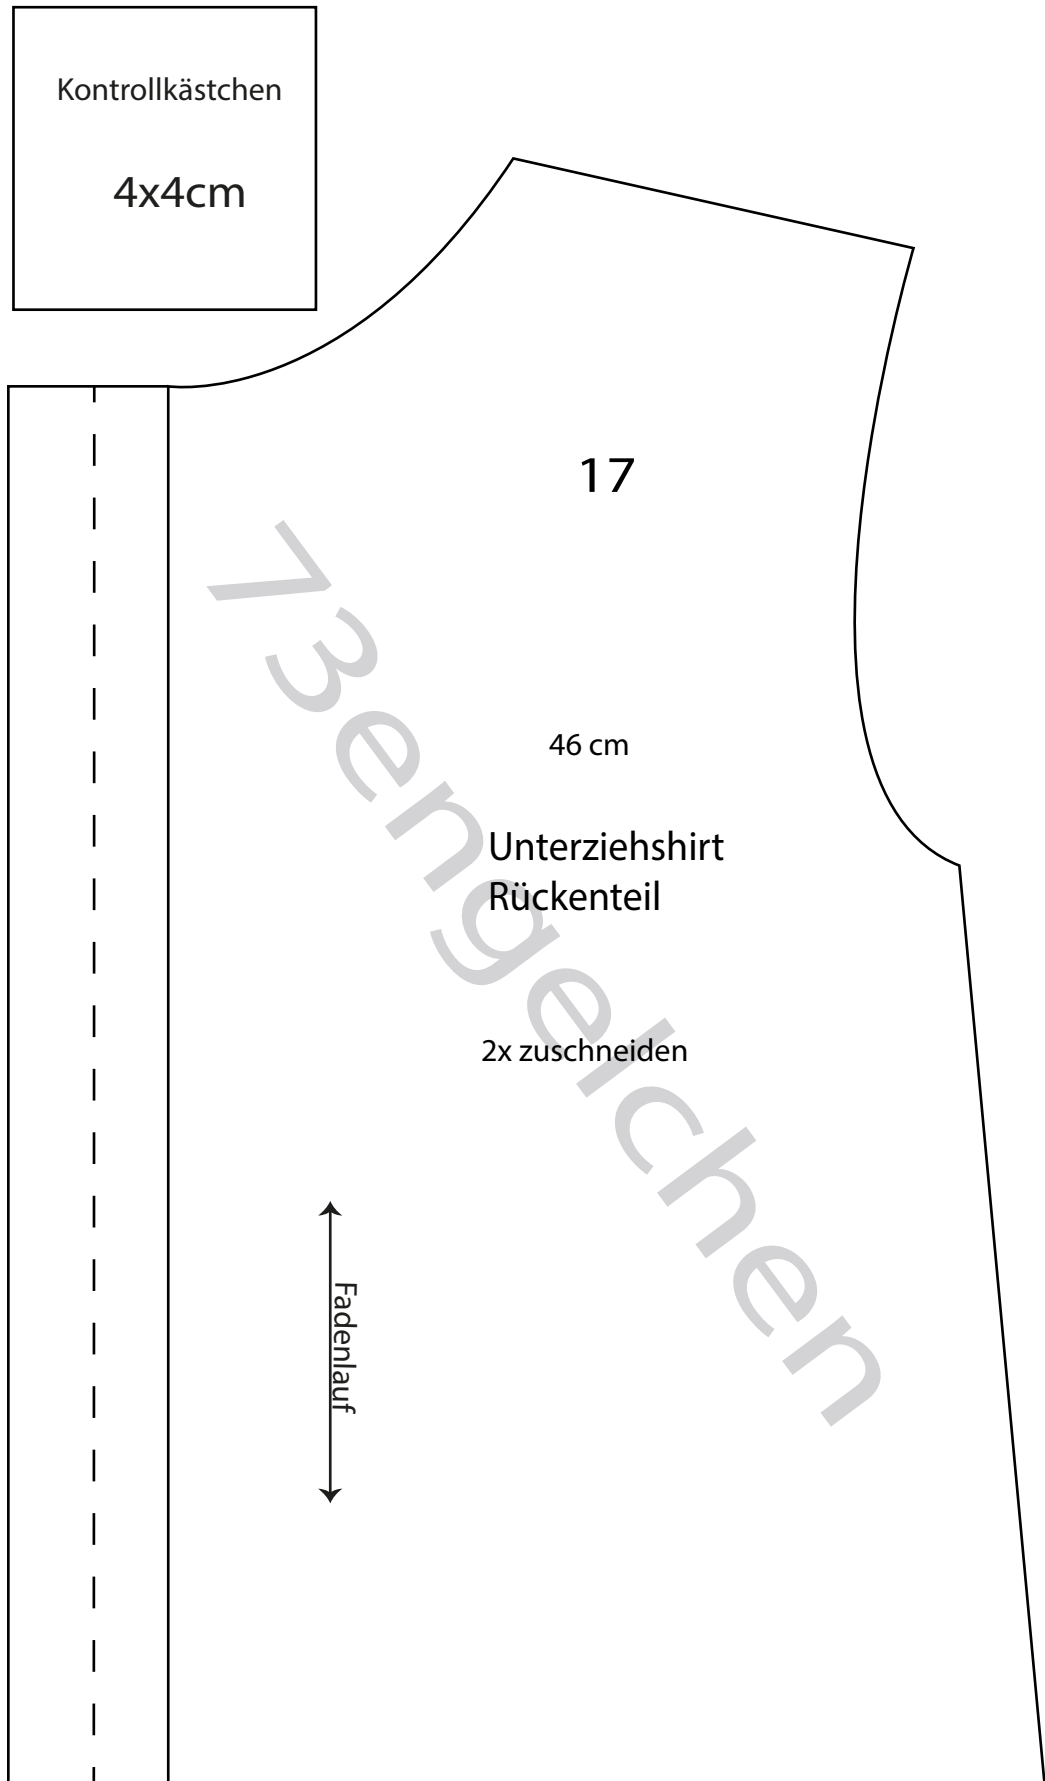 Kontrollkästchen
4x4cm
17
73engelchen
46 cm
Unterziehshirt
Rückenteil
2x zuschneiden
Fadenlauf